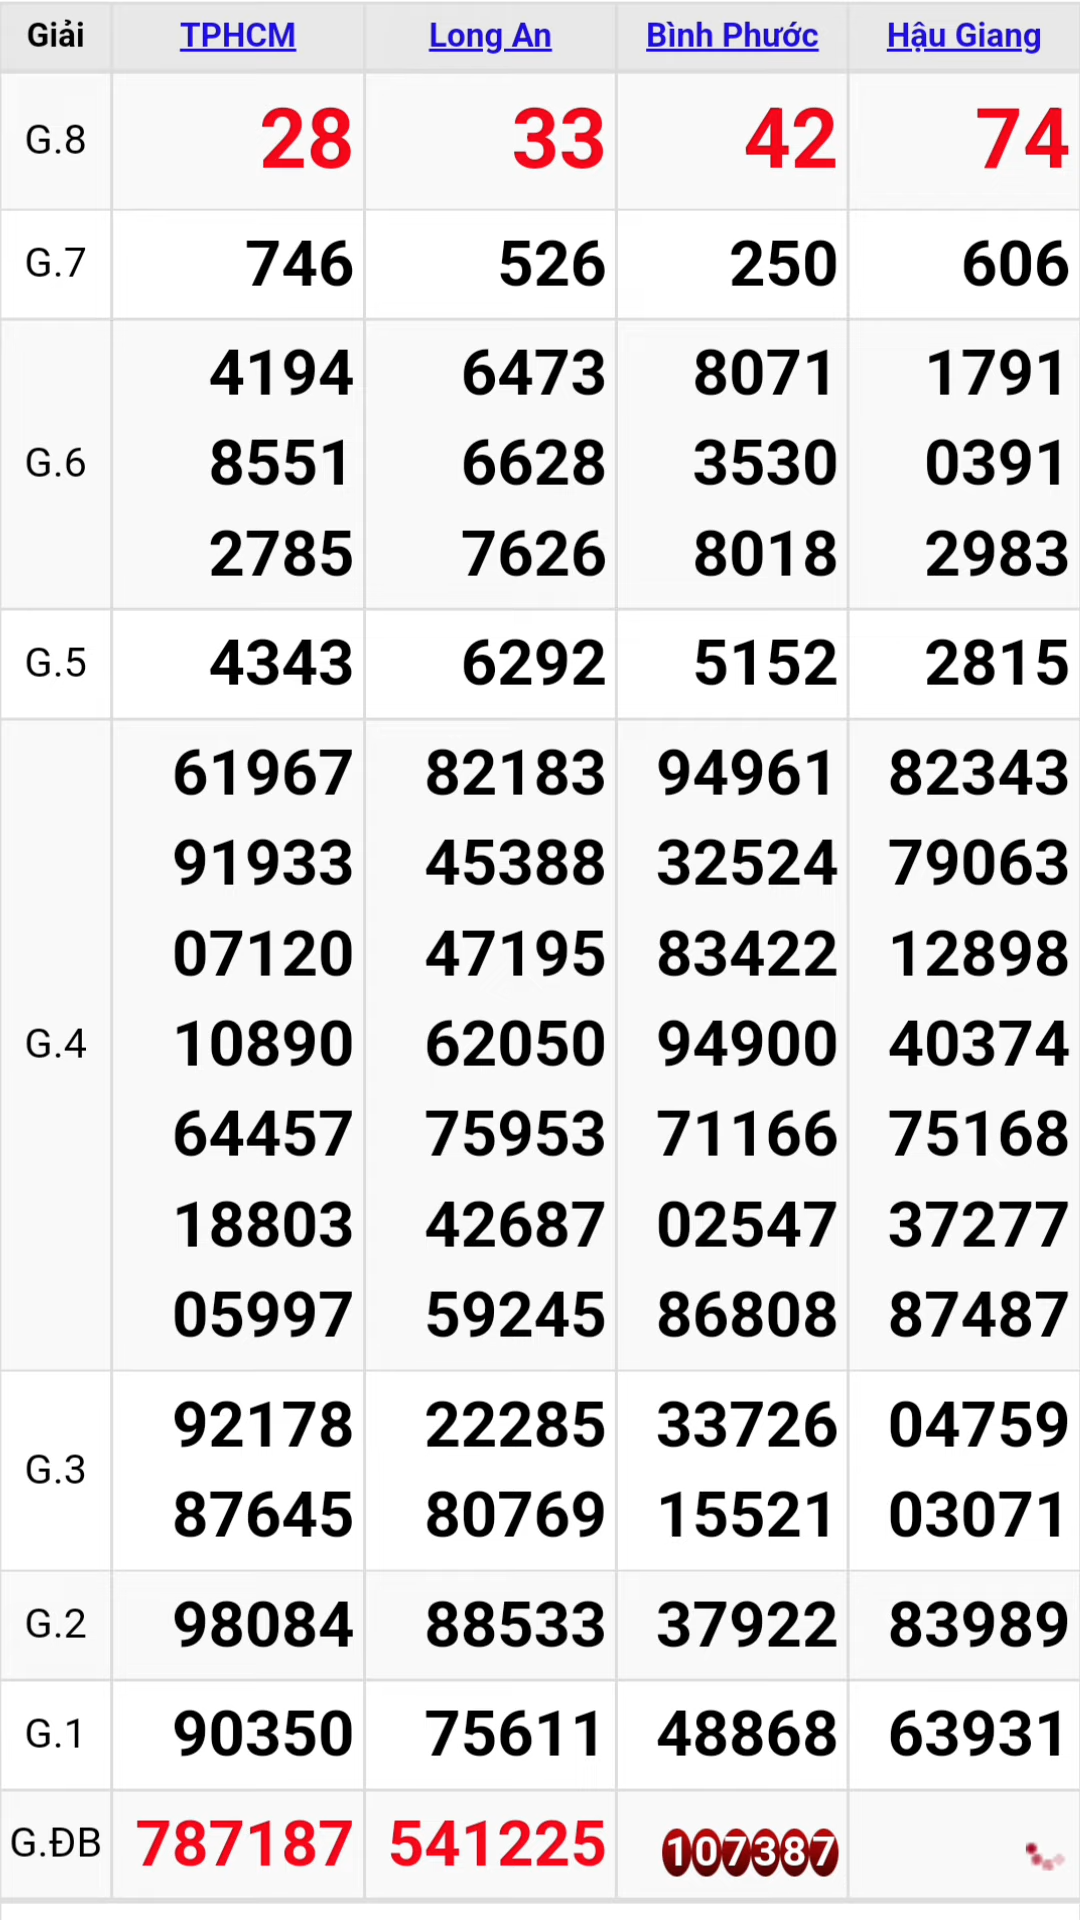 Giải TPHCM Long An Bình Phước Hậu Giang
G.8 28 33 42 74
G.7 746 526 250 606
4194 6473 8071 1791
G.6 8551 6628 3530 0391
2785 7626 8018 2983
G.5 4343 6292 5152 2815
61967 82183 94961 82343
91933 45388 32524 79063
07120 47195 83422 12898
G.4 10890 62050 94900 40374
64457 75953 71166 75168
18803 42687 02547 37277
05997 59245 86808 87487
G.3 92178 22285 33726 04759
87645 80769 15521 03071
G.2 98084 88533 37922 83989
G.1 90350 75611 48868 63931
G.ĐB 787187 541225 107387